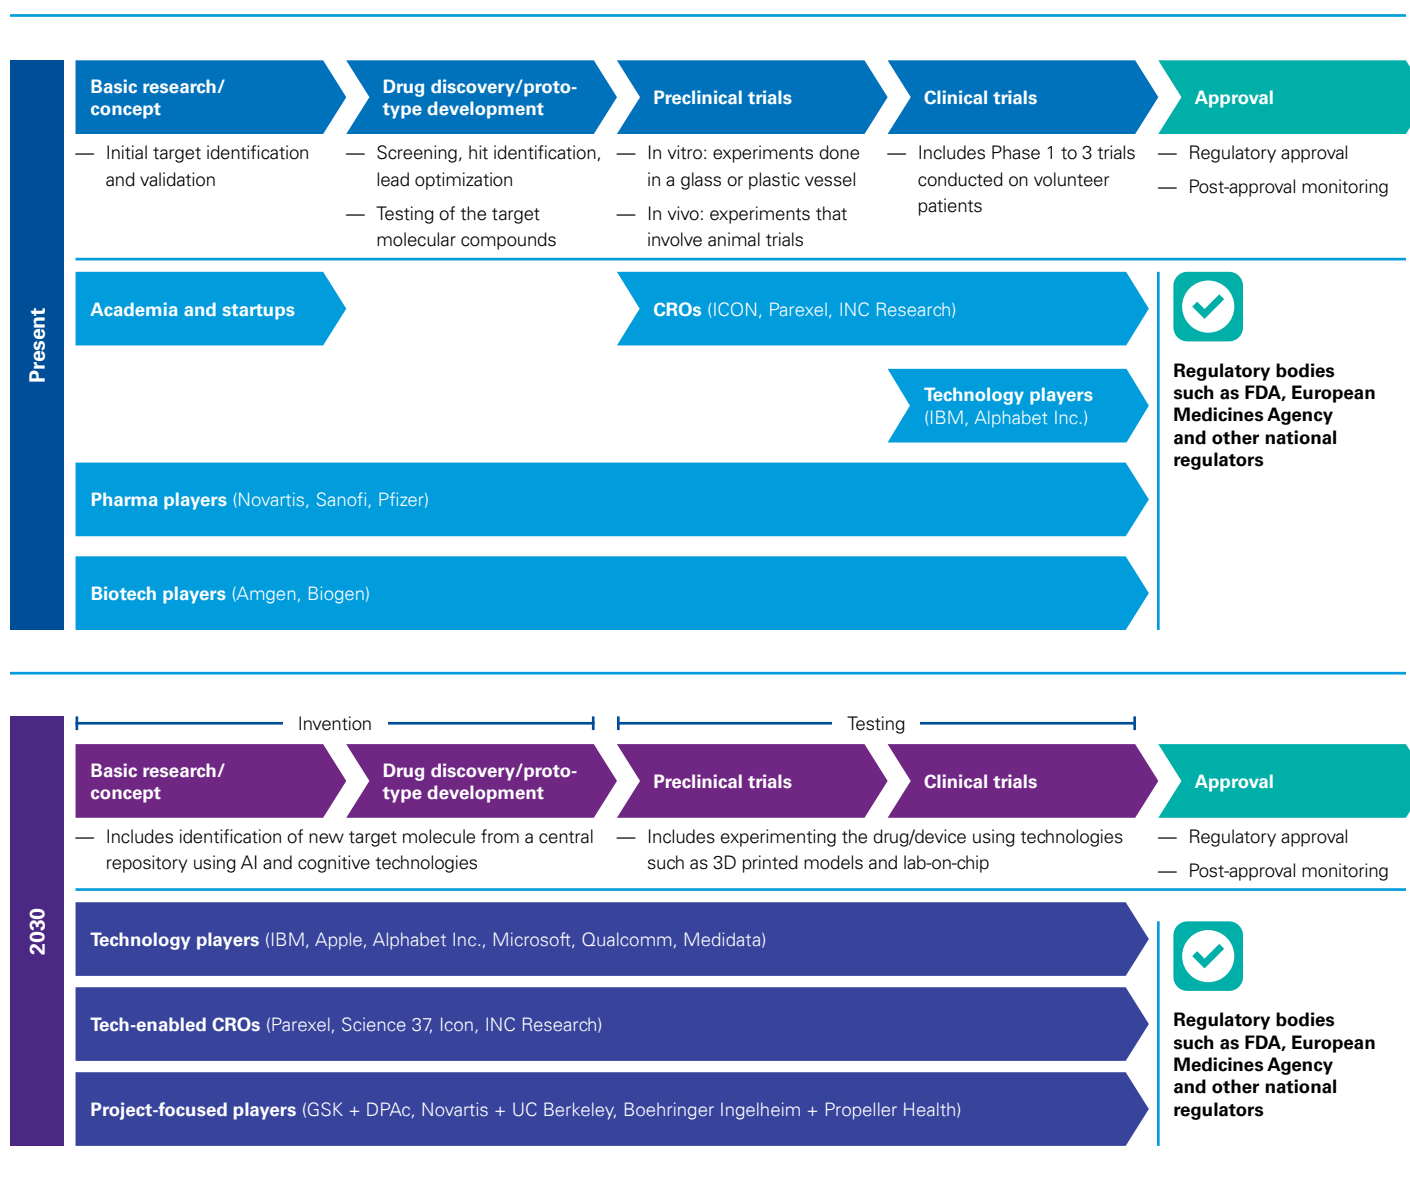 Present
Basic research/
concept
Drug discovery/proto-
type development
Preclinical trials
Clinical trials
Approval
— Initial target identification
and validation
— Screening, hit identification,
lead optimization
— Testing of the target
molecular compounds
— In vitro: experiments done
in a glass or plastic vessel
— In vivo: experiments that
involve animal trials
— Includes Phase 1 to 3 trials
conducted on volunteer
patients
— Regulatory approval
— Post-approval monitoring
Academia and startups
CROs (ICON, Parexel, INC Research)
Technology players
(IBM, Alphabet Inc.)
Pharma players (Novartis, Sanofi, Pfizer)
Biotech players (Amgen, Biogen)
Regulatory bodies
such as FDA, European
Medicines Agency
and other national
regulators
2030
Invention
Testing
Basic research/
concept
Drug discovery/proto-
type development
Preclinical trials
Clinical trials
Approval
— Includes identification of new target molecule from a central
repository using AI and cognitive technologies
— Includes experimenting the drug/device using technologies
such as 3D printed models and lab-on-chip
— Regulatory approval
— Post-approval monitoring
Technology players (IBM, Apple, Alphabet Inc., Microsoft, Qualcomm, Medidata)
Tech-enabled CROs (Parexel, Science 37, Icon, INC Research)
Project-focused players (GSK + DPAc, Novartis + UC Berkeley, Boehringer Ingelheim + Propeller Health)
Regulatory bodies
such as FDA, European
Medicines Agency
and other national
regulators